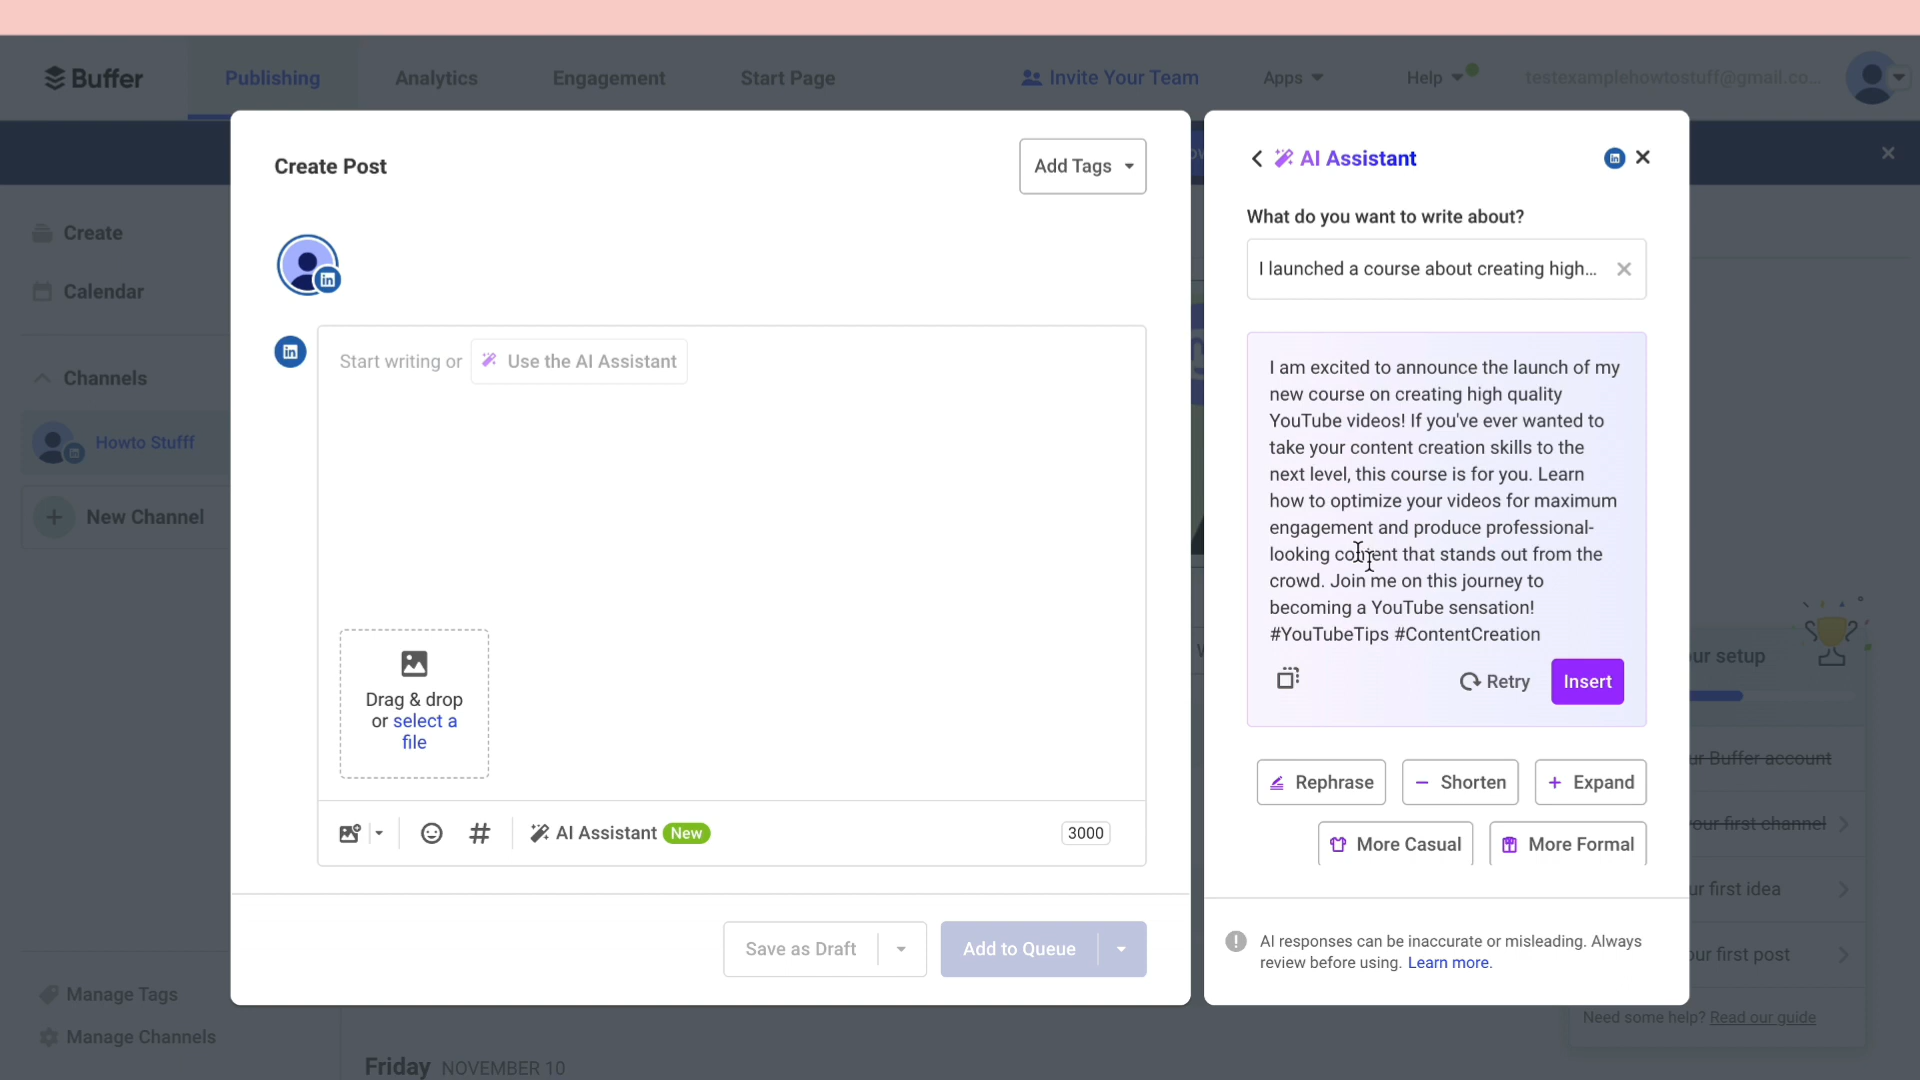 Buffer
Publishing
Analytics
Engagement
Start Page
Invite Your Team
Apps
Help
testexamplehowtostuff@gmail.co...
Create
Calendar
Channels
Howto Stufff
New Channel
Manage Tags
Manage Channels
Create Post
Add Tags
Start writing or
Use the AI Assistant
Drag & drop
or select a
file
AI Assistant New
3000
Save as Draft
Add to Queue
AI Assistant
What do you want to write about?
I launched a course about creating high...
I am excited to announce the launch of my
new course on creating high quality
YouTube videos! If you've ever wanted to
take your content creation skills to the
next level, this course is for you. Learn
how to optimize your videos for maximum
engagement and produce professional-
looking content that stands out from the
crowd. Join me on this journey to
becoming a YouTube sensation!
#YouTubeTips #ContentCreation
Retry
Insert
Rephrase
Shorten
Expand
More Casual
More Formal
AI responses can be inaccurate or misleading. Always
review before using. Learn more.
ur setup
ur Buffer account
our first channel
ur first idea
ur first post
Need some help? Read our guide
Friday NOVEMBER 10